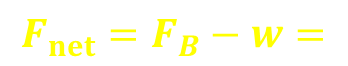 F_net = F_B − w =